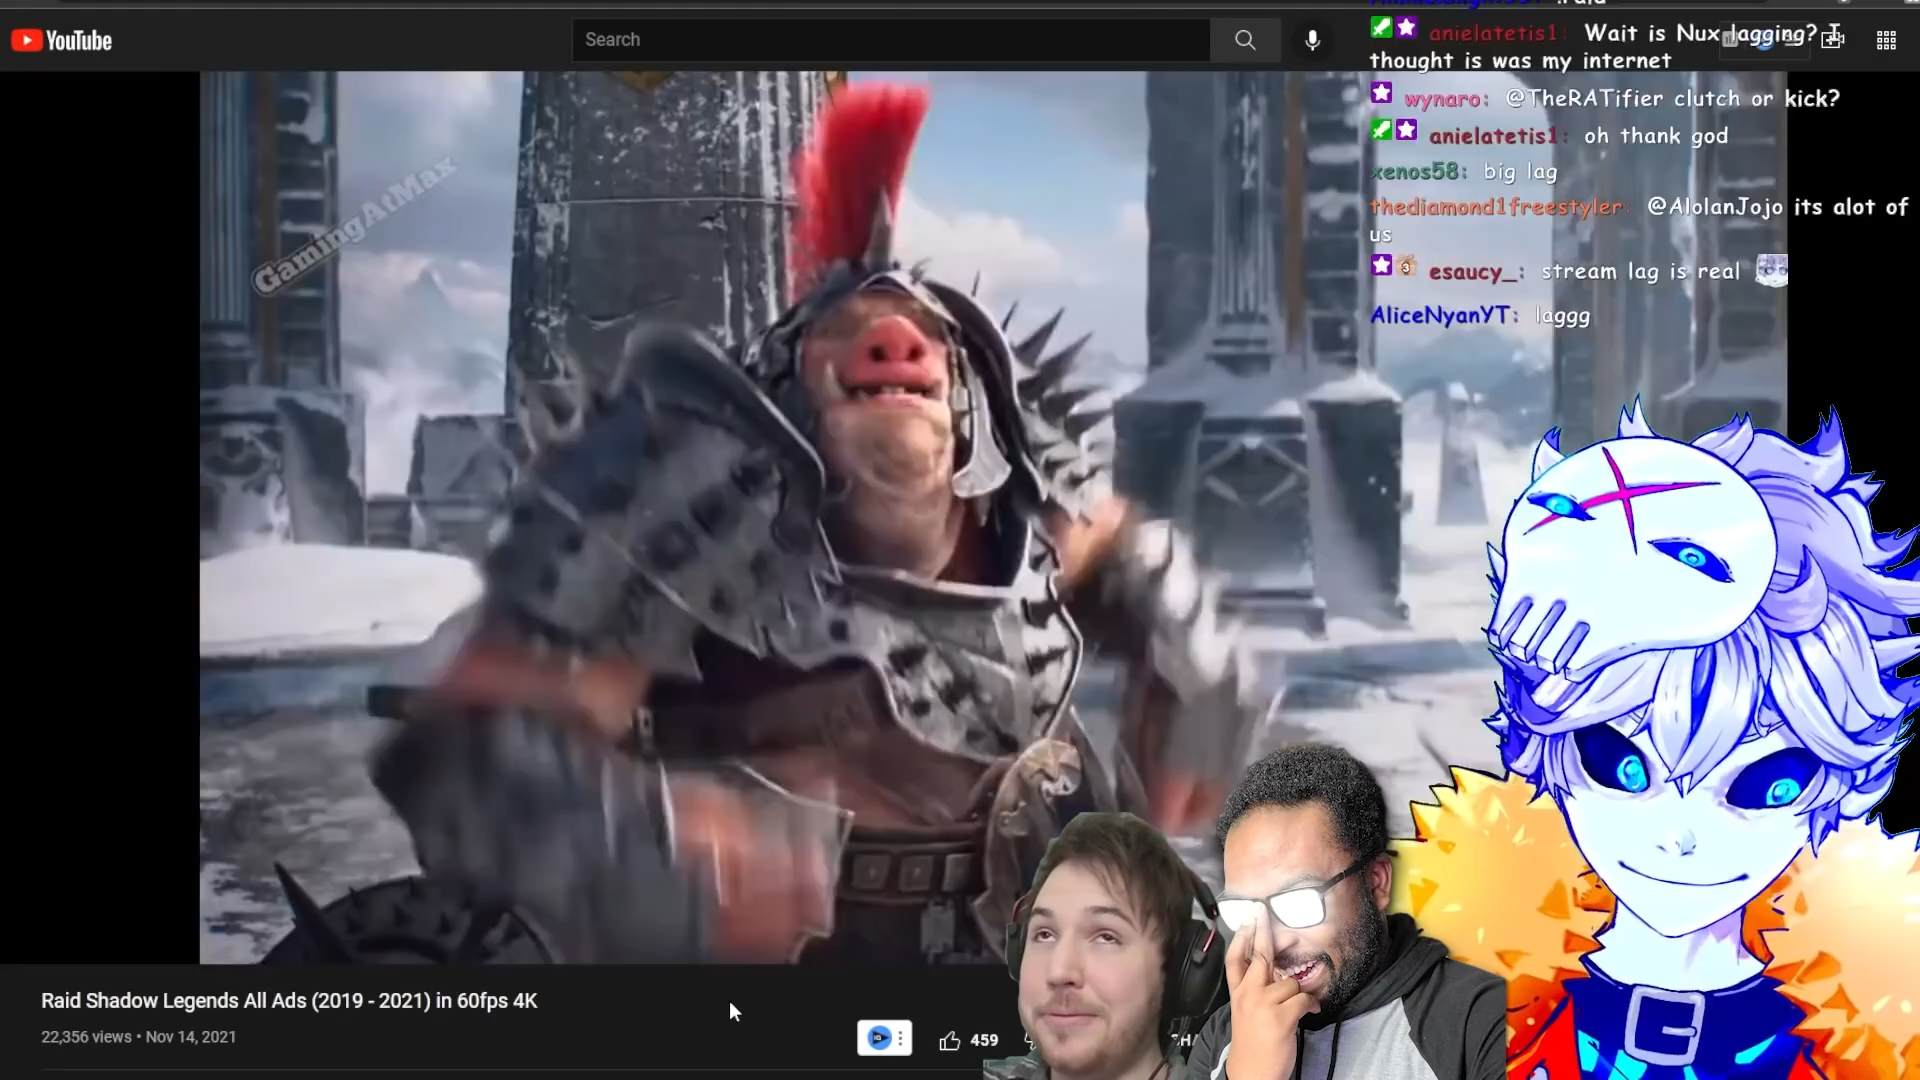 YouTube
Search
anielatetis1: Wait is Nux lagging? I
thought is was my internet
wynaro: @TheRATifier clutch or kick?
anielatetis1: oh thank god
xenos58: big lag
thediamond1freestyler: @AlolanJojo its alot of
us
3 esaucy_: stream lag is real
AliceNyanYT: laggg
GamingAtMax
Raid Shadow Legends All Ads (2019 - 2021) in 60fps 4K
22,356 views • Nov 14, 2021
459